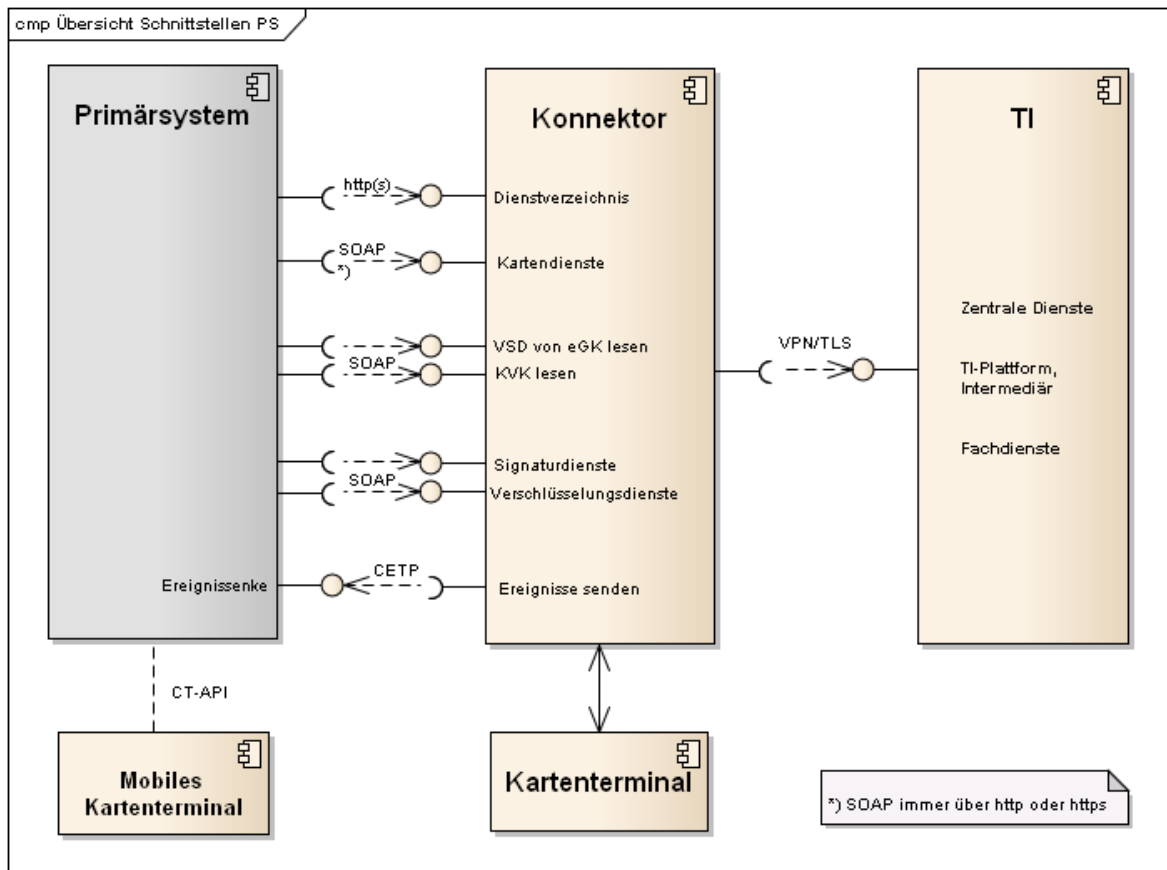 cmp Übersicht Schnittstellen PS
Primärsystem
Konnektor
TI
http(s)
Dienstverzeichnis
SOAP
*)
Kartendienste
Zentrale Dienste
VSD von eGK lesen
SOAP
KVK lesen
VPN/TLS
TI-Plattform,
Intermediär
Fachdienste
Signaturdienste
SOAP
Verschlüsselungsdienste
Ereignissenke
CETP
Ereignisse senden
CT-API
Mobiles
Kartenterminal
Kartenterminal
*) SOAP immer über http oder https